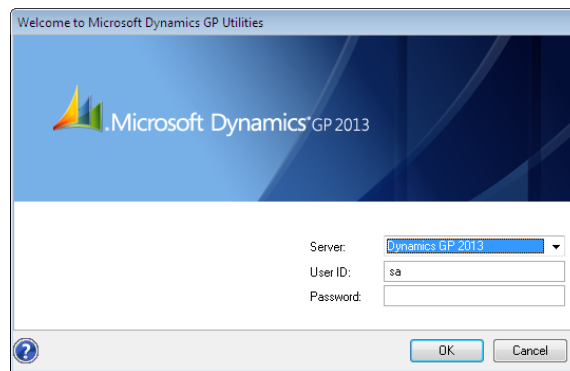 Welcome to Microsoft Dynamics GP Utilities
Microsoft Dynamics GP 2013
Server: Dynamics GP 2013
User ID: sa
Password:
? OK Cancel